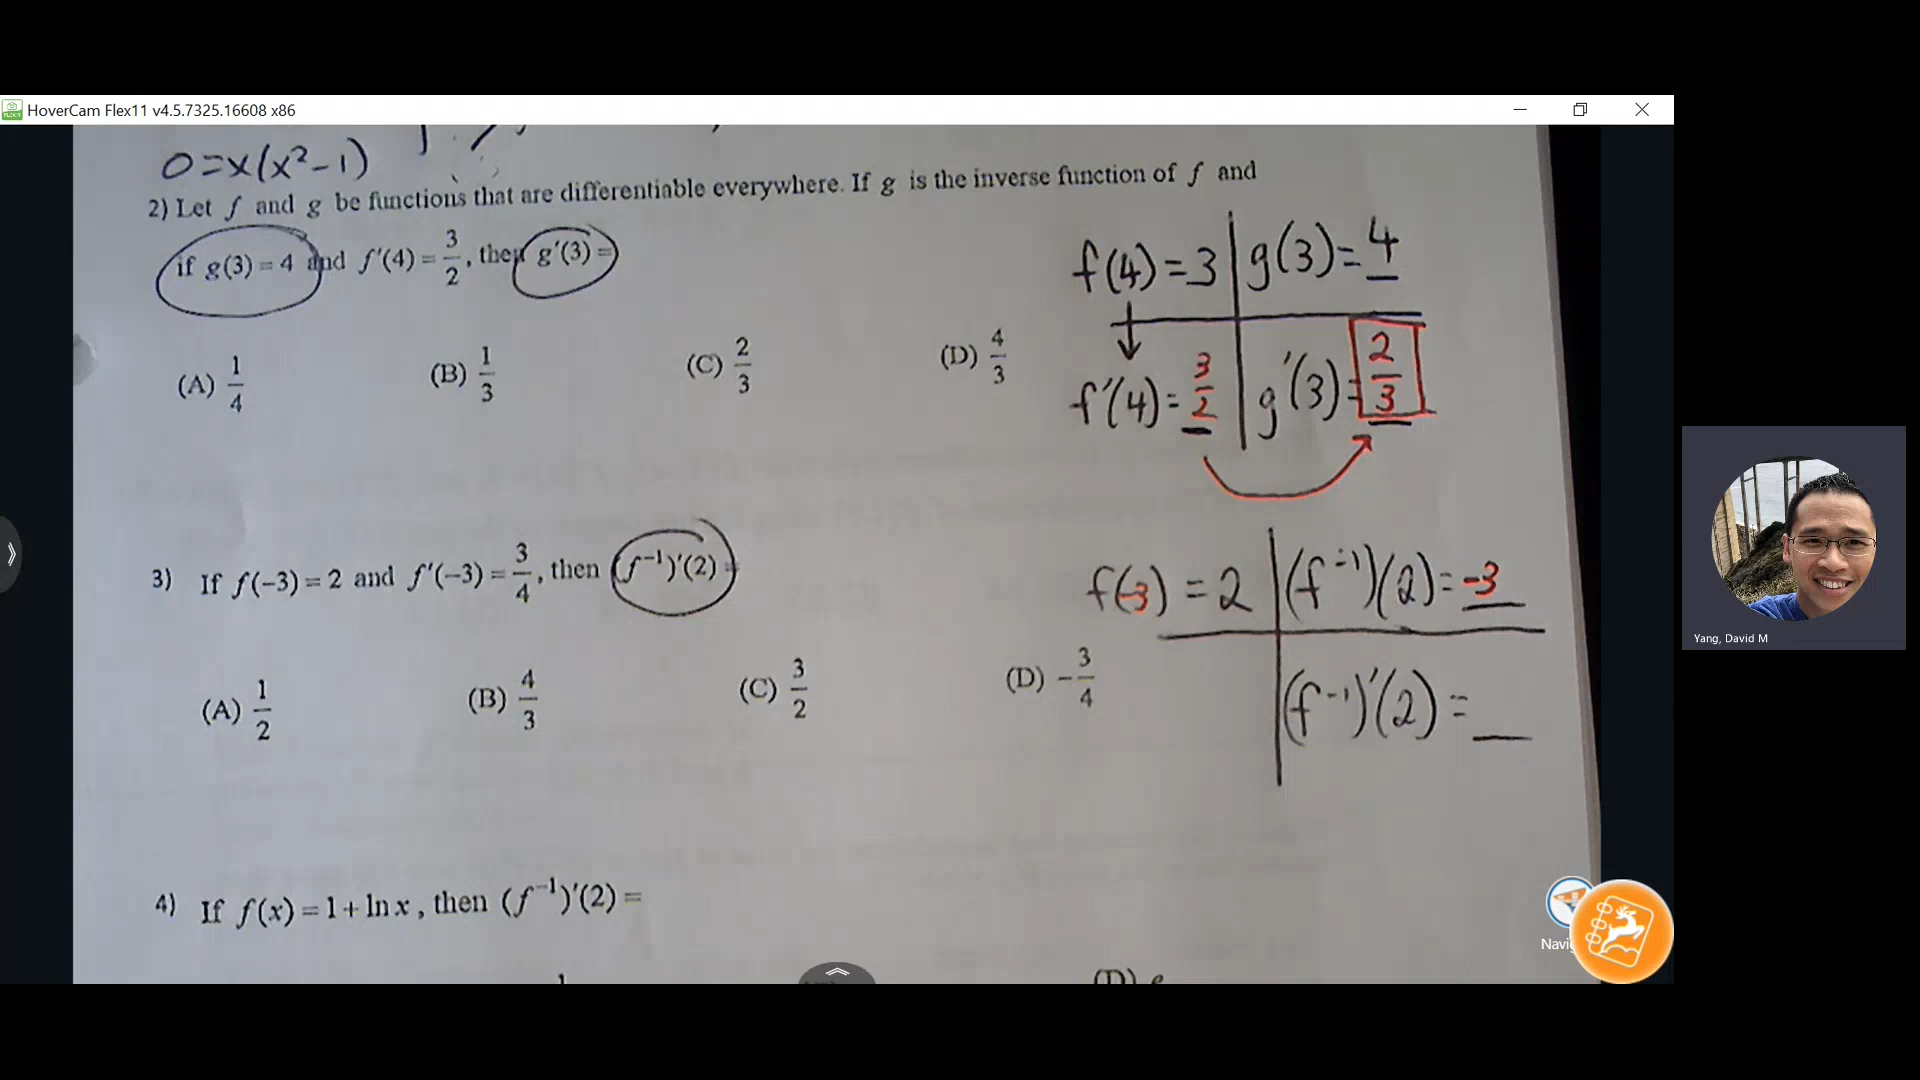 HoverCam Flex11 v4.5.7325.16608 x86
0=x(x²-1)
2) Let f and g be functions that are differentiable everywhere. If g is the inverse function of f and
if g(3) = 4 and f'(4) = 3/2, then g'(3) =
(A) 1/4 (B) 1/3 (C) 2/3 (D) 4/3
f(4)=3 | g(3)=4
f'(4)=3/2 | g'(3)=2/3
3) If f(-3) = 2 and f'(-3) = 3/4, then (f⁻¹)'(2) =
(A) 1/2 (B) 4/3 (C) 3/2 (D) -3/4
f(-3) = 2 | (f⁻¹)(2)=-3
(f⁻¹)'(2)=__
4) If f(x) = 1 + ln x, then (f⁻¹)'(2) =
(D) e
Yang, David M